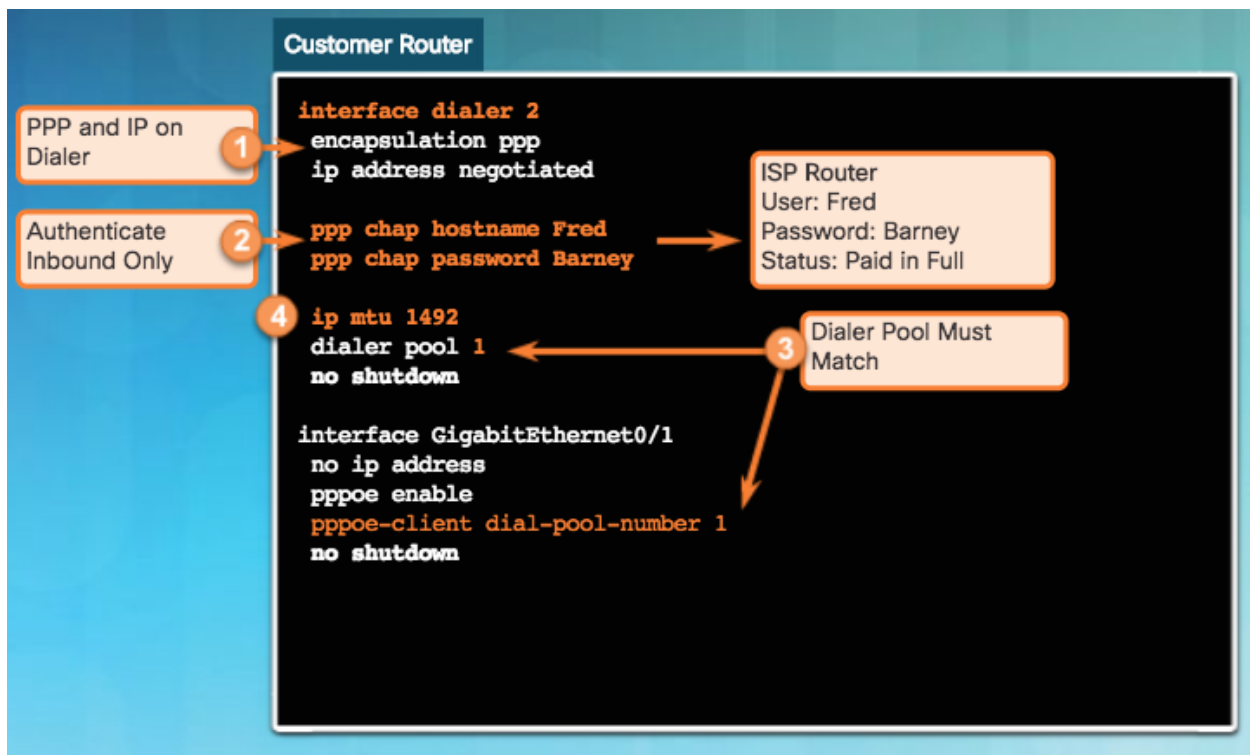 Customer Router
PPP and IP on
Dialer
1
interface dialer 2
encapsulation ppp
ip address negotiated
Authenticate
Inbound Only
2
ppp chap hostname Fred
ppp chap password Barney
ISP Router
User: Fred
Password: Barney
Status: Paid in Full
4
ip mtu 1492
dialer pool 1
no shutdown
3
Dialer Pool Must
Match
interface GigabitEthernet0/1
no ip address
pppoe enable
pppoe-client dial-pool-number 1
no shutdown